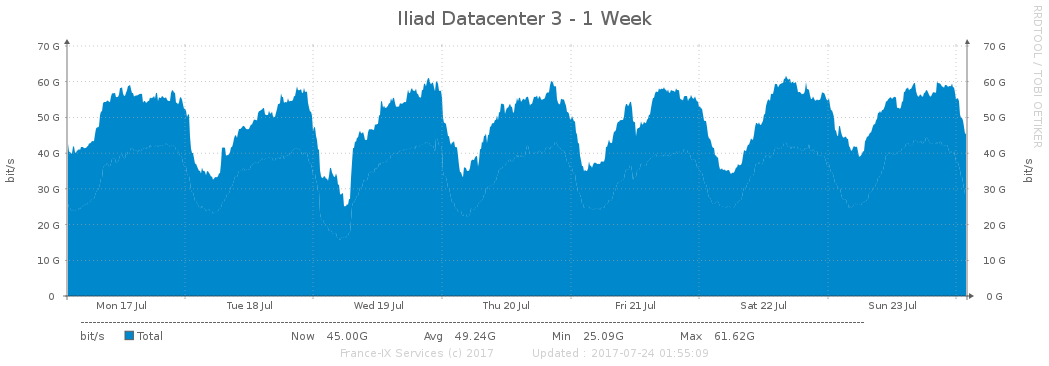 Iliad Datacenter 3 - 1 Week
RRDTOOL / TOBI OETIKER
70 G 70 G
60 G 60 G
50 G 50 G
40 G 40 G
30 G 30 G
20 G 20 G
10 G 10 G
0 0 G
bit/s bit/s
Mon 17 Jul Tue 18 Jul Wed 19 Jul Thu 20 Jul Fri 21 Jul Sat 22 Jul Sun 23 Jul
bit/s Total Now 45.00G Avg 49.24G Min 25.09G Max 61.62G
France-IX Services (c) 2017 Updated : 2017-07-24 01:55:09